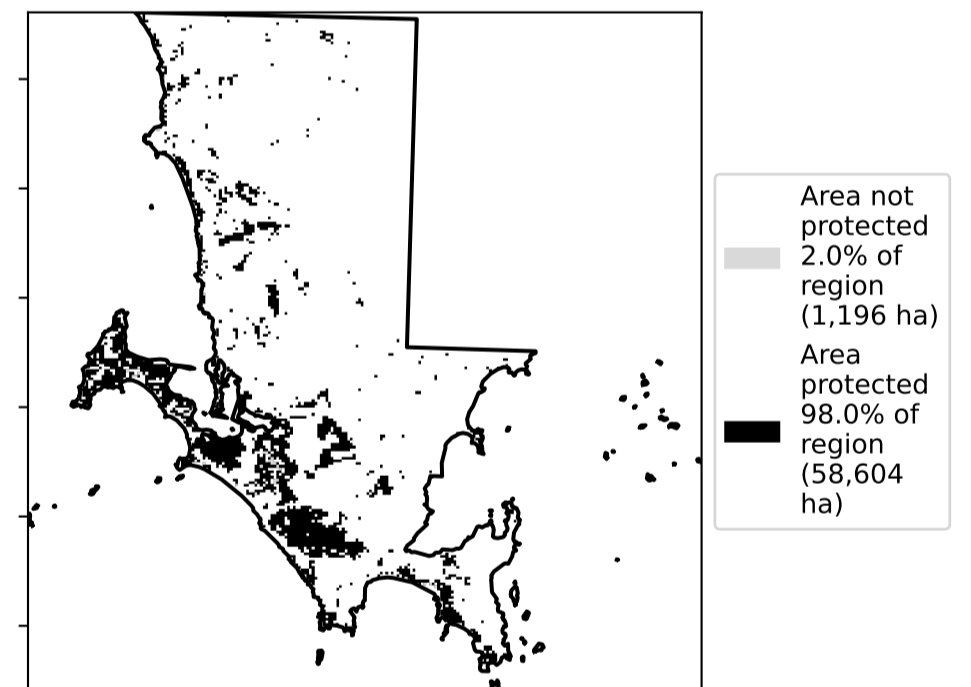 Area not
protected
2.0% of
region
(1,196 ha)
Area
protected
98.0% of
region
(58,604
ha)